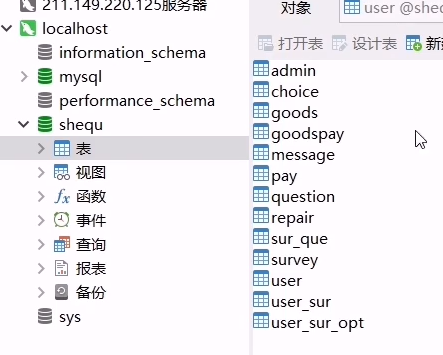 211.149.220.125服务器
localhost
information_schema
mysql
performance_schema
shequ
表
视图
函数
事件
查询
报表
备份
sys
对象
user @sheq
打开表 设计表 新建
admin
choice
goods
goodspay
message
pay
question
repair
sur_que
survey
user
user_sur
user_sur_opt